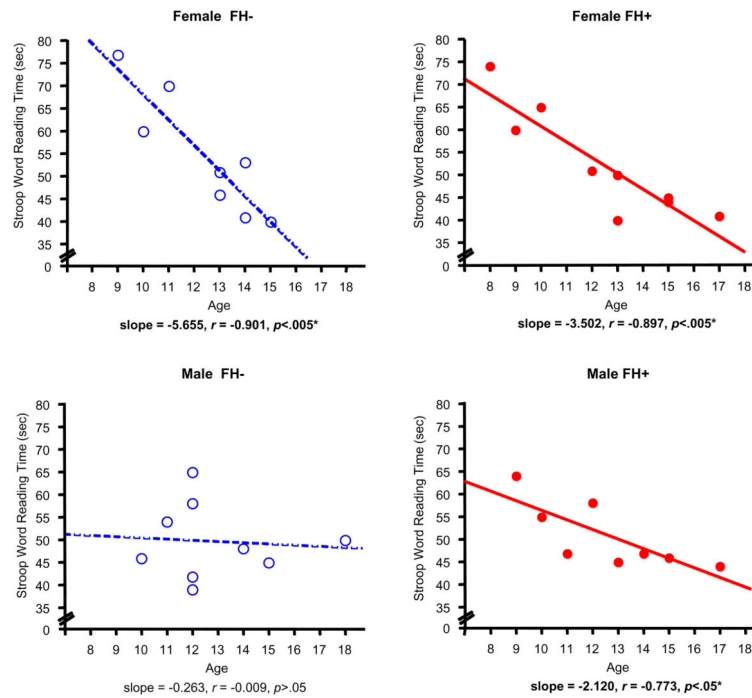 Female FH-
Stroop Word Reading Time (sec)
80
75
70
65
60
55
50
45
40
35
0
8 9 10 11 12 13 14 15 16 17 18
Age
slope = -5.655, r = -0.901, p<.005*
Female FH+
Stroop Word Reading Time (sec)
80
75
70
65
60
55
50
45
40
35
0
8 9 10 11 12 13 14 15 16 17 18
Age
slope = -3.502, r = -0.897, p<.005*
Male FH-
Stroop Word Reading Time (sec)
80
75
70
65
60
55
50
45
40
35
0
8 9 10 11 12 13 14 15 16 17 18
Age
slope = -0.263, r = -0.009, p>.05
Male FH+
Stroop Word Reading Time (sec)
80
75
70
65
60
55
50
45
40
35
0
8 9 10 11 12 13 14 15 16 17 18
Age
slope = -2.120, r = -0.773, p<.05*